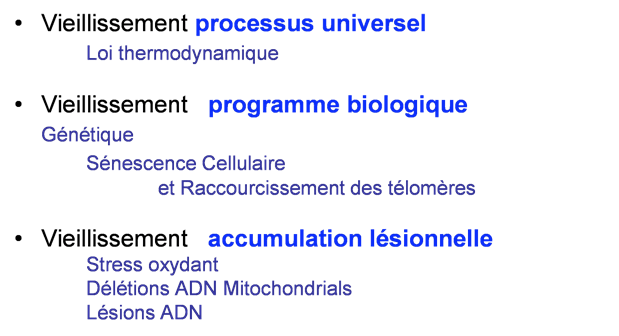 • Vieillissement processus universel
Loi thermodynamique
• Vieillissement programme biologique
Génétique
Sénescence Cellulaire
et Raccourcissement des télomères
• Vieillissement accumulation lésionnelle
Stress oxydant
Délétions ADN Mitochondrials
Lésions ADN